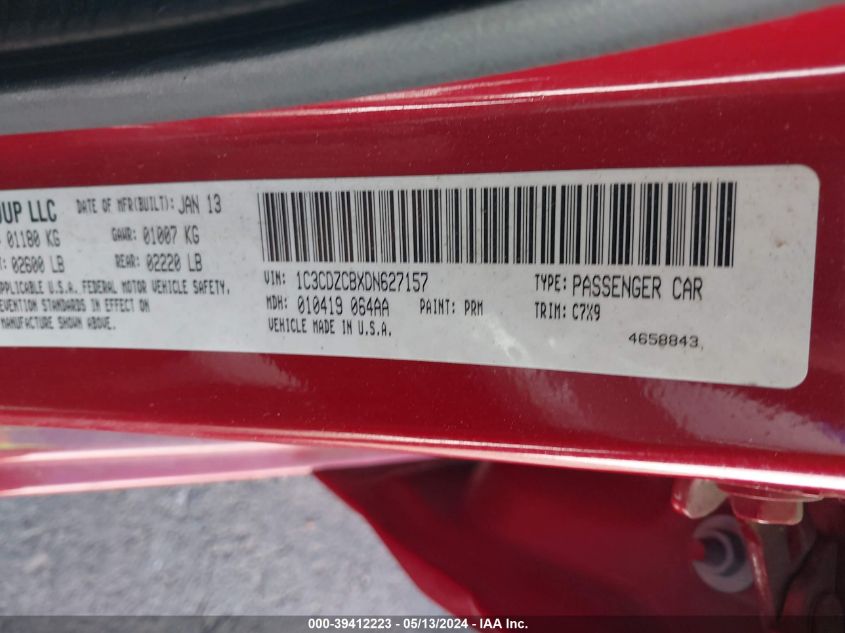 OUP LLC DATE OF MFR(BUILT): JAN 13
01180 KG GAWR: 01007 KG
02600 LB REAR: 02220 LB
APPLICABLE U.S.A. FEDERAL MOTOR VEHICLE SAFETY,
EVENTION STANDARDS IN EFFECT ON
MANUFACTURE SHOWN ABOVE.
VIN: 1C3CDZCBXDN627157 TYPE: PASSENGER CAR
MDH: 010419 064AA PAINT: PRM TRIM: C7X9
VEHICLE MADE IN U.S.A. 4658843
000-39412223 - 05/13/2024 - IAA Inc.